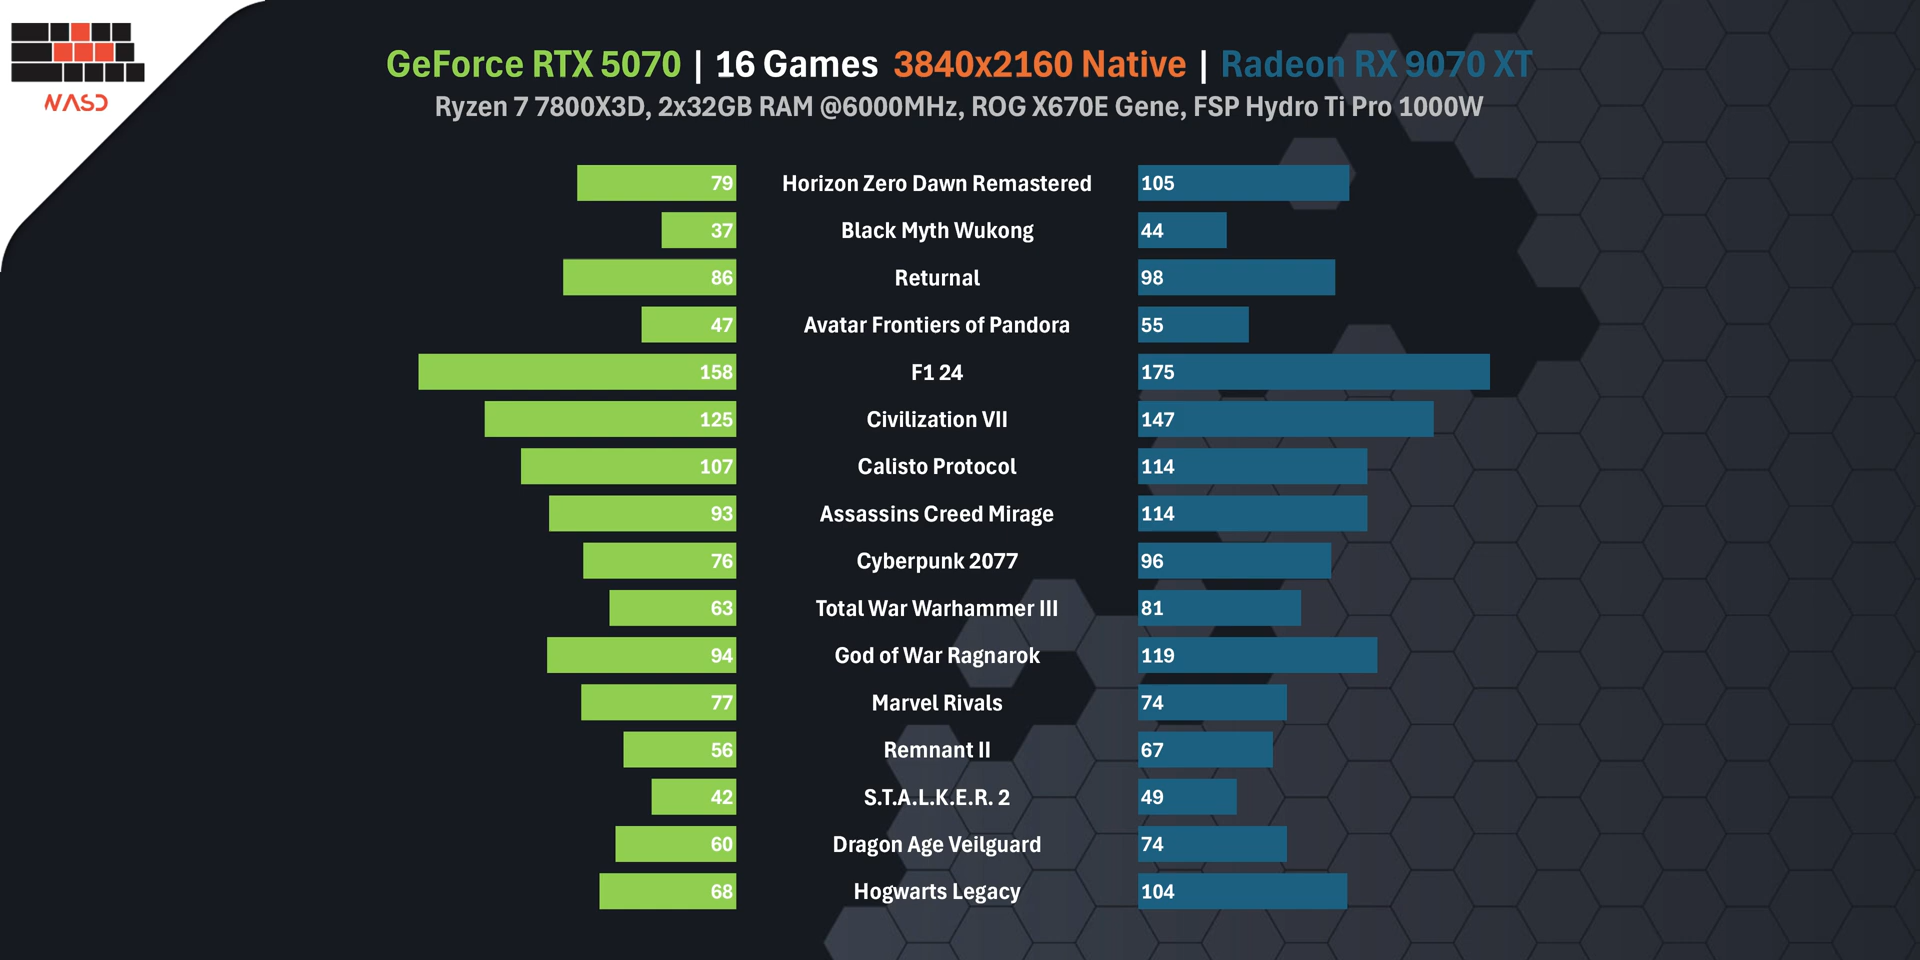 WASD
GeForce RTX 5070 | 16 Games 3840x2160 Native | Radeon RX 9070 XT
Ryzen 7 7800X3D, 2x32GB RAM @6000MHz, ROG X670E Gene, FSP Hydro Ti Pro 1000W
79 Horizon Zero Dawn Remastered 105
37 Black Myth Wukong 44
86 Returnal 98
47 Avatar Frontiers of Pandora 55
158 F1 24 175
125 Civilization VII 147
107 Calisto Protocol 114
93 Assassins Creed Mirage 114
76 Cyberpunk 2077 96
63 Total War Warhammer III 81
94 God of War Ragnarok 119
77 Marvel Rivals 74
56 Remnant II 67
42 S.T.A.L.K.E.R. 2 49
60 Dragon Age Veilguard 74
68 Hogwarts Legacy 104